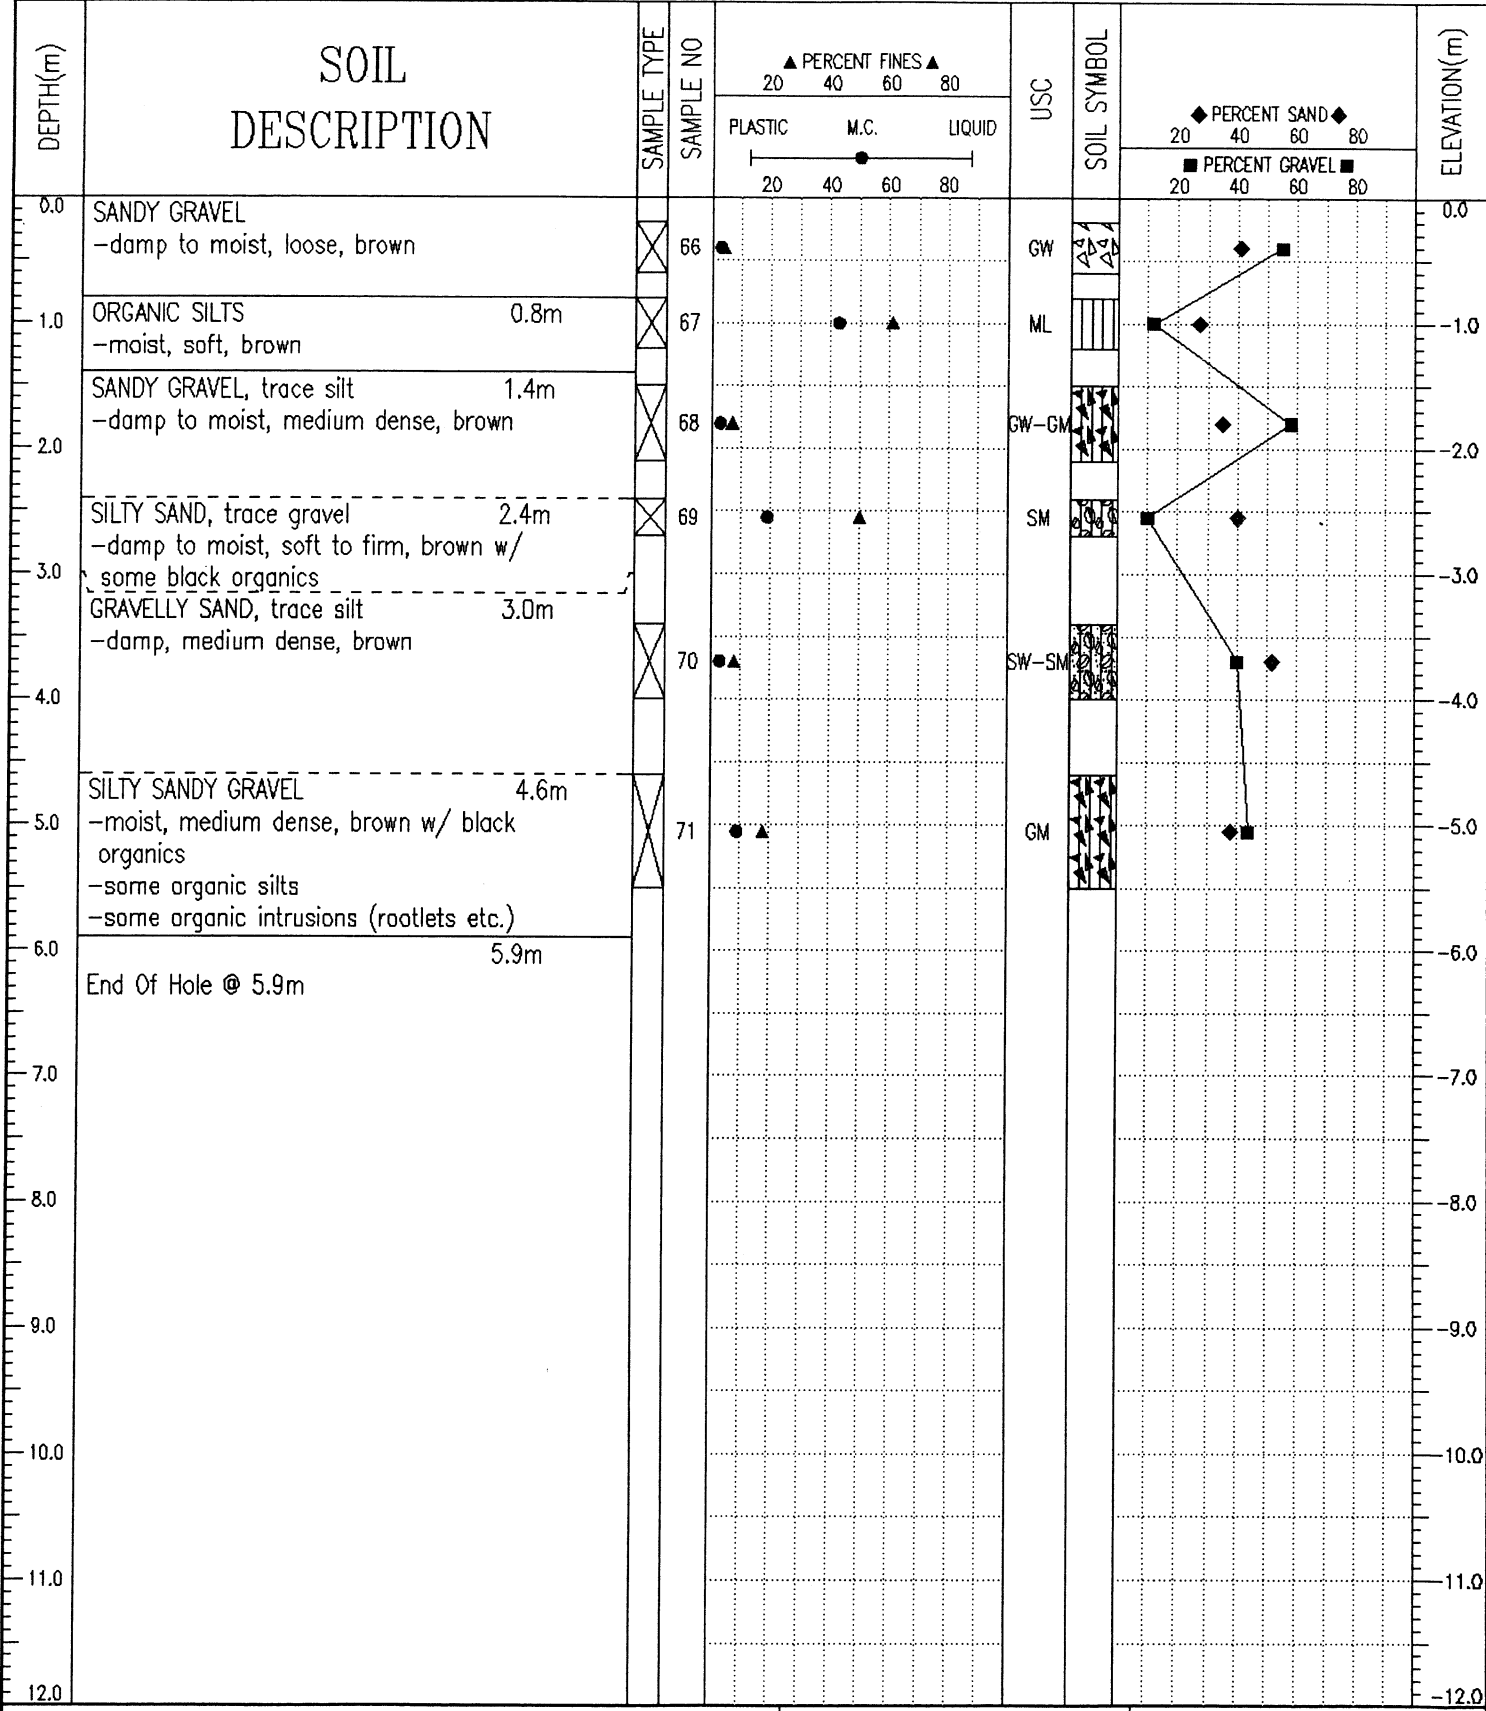 DEPTH(m)
SOIL
DESCRIPTION
SAMPLE TYPE
SAMPLE NO
▲ PERCENT FINES ▲
20 40 60 80
PLASTIC M.C. LIQUID
20 40 60 80
USC
SOIL SYMBOL
◆ PERCENT SAND ◆
20 40 60 80
■ PERCENT GRAVEL ■
20 40 60 80
ELEVATION(m)
0.0
1.0
2.0
3.0
4.0
5.0
6.0
7.0
8.0
9.0
10.0
11.0
12.0
SANDY GRAVEL
-damp to moist, loose, brown
ORGANIC SILTS 0.8m
-moist, soft, brown
SANDY GRAVEL, trace silt 1.4m
-damp to moist, medium dense, brown
SILTY SAND, trace gravel 2.4m
-damp to moist, soft to firm, brown w/
some black organics
GRAVELLY SAND, trace silt 3.0m
-damp, medium dense, brown
SILTY SANDY GRAVEL 4.6m
-moist, medium dense, brown w/ black
organics
-some organic silts
-some organic intrusions (rootlets etc.)
5.9m
End Of Hole @ 5.9m
66
67
68
69
70
71
GW
ML
GW-GM
SM
SW-SM
GM
0.0
-1.0
-2.0
-3.0
-4.0
-5.0
-6.0
-7.0
-8.0
-9.0
-10.0
-11.0
-12.0